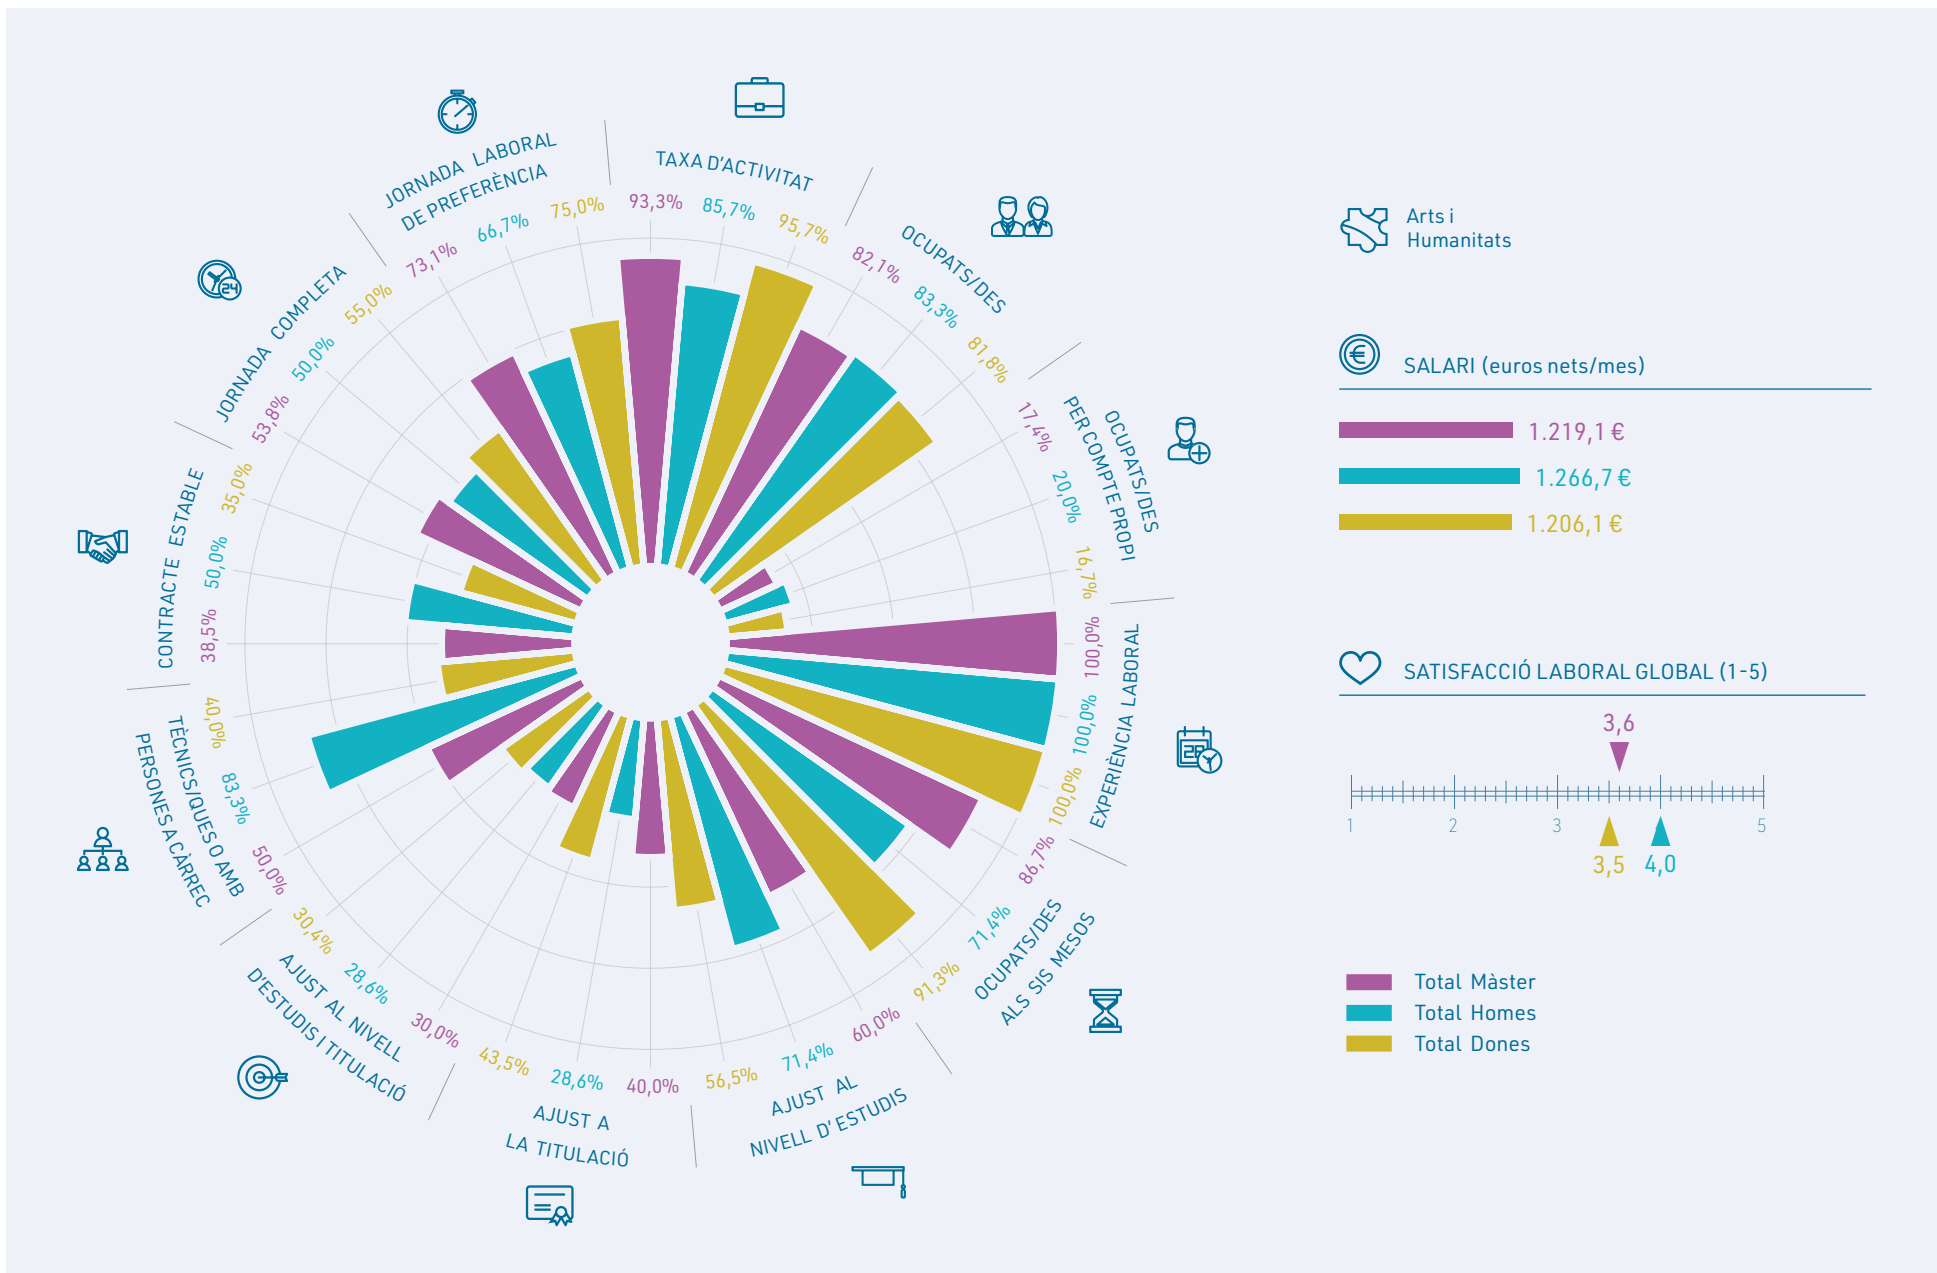 TAXA D'ACTIVITAT
93,3%
85,7%
95,7%
OCUPATS/DES
82,1%
83,3%
81,8%
OCUPATS/DES
PER COMPTE PROPI
17,4%
20,0%
16,7%
EXPERIÈNCIA LABORAL
100,0%
100,0%
100,0%
OCUPATS/DES
ALS SIS MESOS
86,7%
71,4%
91,3%
AJUST AL
NIVELL D'ESTUDIS
60,0%
71,4%
56,5%
AJUST A
LA TITULACIÓ
40,0%
28,6%
43,5%
AJUST AL NIVELL
D'ESTUDIS I TITULACIÓ
30,0%
28,6%
30,4%
TÈCNICS/QUES O AMB
PERSONES A CÀRREC
50,0%
83,3%
40,0%
CONTRACTE ESTABLE
38,5%
50,0%
35,0%
JORNADA COMPLETA
53,8%
50,0%
55,0%
JORNADA LABORAL
DE PREFERÈNCIA
73,1%
66,7%
75,0%
24
26
Arts i
Humanitats
SALARI (euros nets/mes)
1.219,1 €
1.266,7 €
1.206,1 €
SATISFACCIÓ LABORAL GLOBAL (1-5)
3,6
1 2 3 5
3,5 4,0
Total Màster
Total Homes
Total Dones